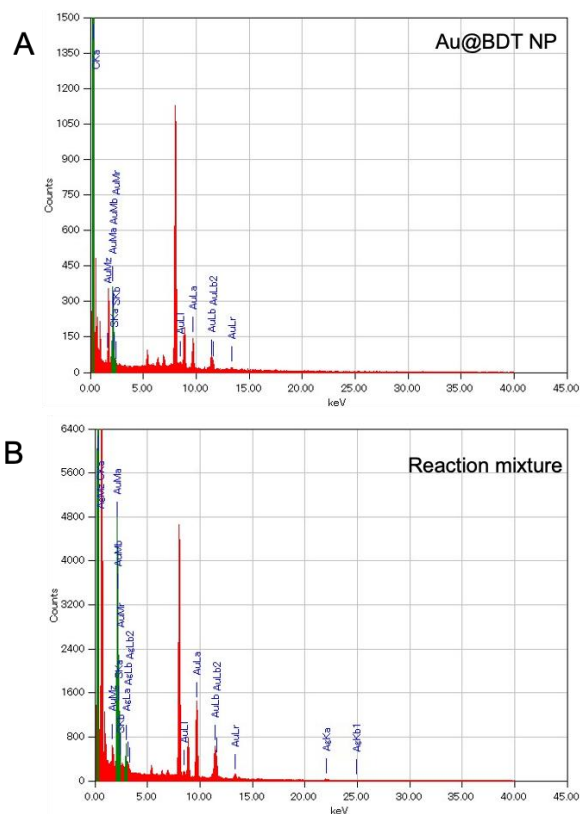 A
Au@BDT NP
1500
1350
1200
1050
900
750
600
450
300
150
0
Counts
CKa
AuMz
AuMa AuMb AuMr
SKa SKb
AuLl
AuLa
AuLb AuLb2
AuLr
0.00 5.00 10.00 15.00 20.00 25.00 30.00 35.00 40.00
keV
B
Reaction mixture
6400
5600
4800
4000
3200
2400
1600
800
0
Counts
AgMz CKa
AuMz
AuMa
AuMb
AuMr
SKa
SKb
AgLa
AgLb AgLb2
AuLl
AuLa
AuLb AuLb2
AuLr
AgKa
AgKb1
0.00 5.00 10.00 15.00 20.00 25.00 30.00 35.00 40.00
keV